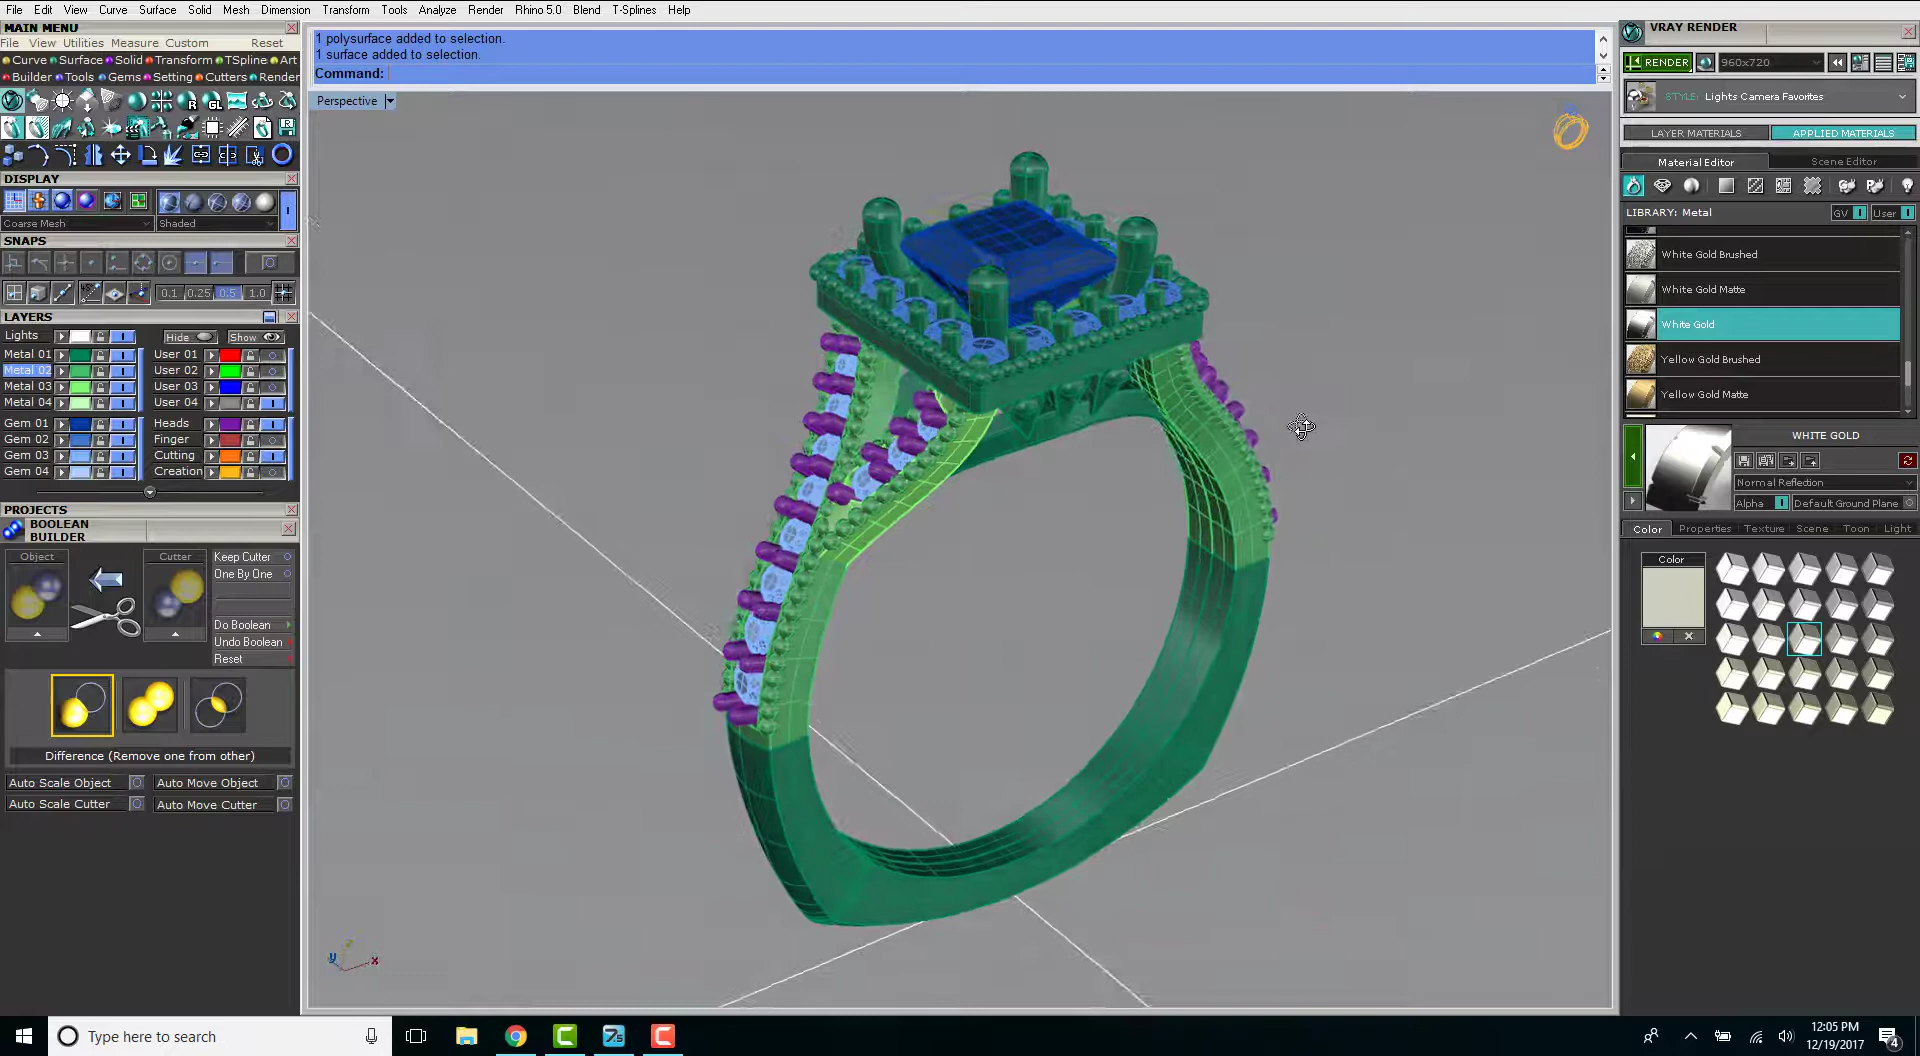 File Edit View Curve Surface Solid Mesh Dimension Transform Tools Analyze Render Rhino 5.0 Blend T-Splines Help
MAIN MENU
File View Utilities Measure Custom Reset
Curve Surface Solid Transform TSpline Art
Builder Tools Gems Setting Cutters Render
DISPLAY
Coarse Mesh Shaded
SNAPS
0.1 0.25 0.5 1.0
LAYERS
Lights Hide Show
Metal 01 User 01
Metal 02 User 02
Metal 03 User 03
Metal 04 User 04
Gem 01 Heads
Gem 02 Finger
Gem 03 Cutting
Gem 04 Creation
PROJECTS
BOOLEAN BUILDER
Object Cutter Keep Cutter
One By One
Do Boolean
Undo Boolean
Reset
Difference (Remove one from other)
Auto Scale Object Auto Move Object
Auto Scale Cutter Auto Move Cutter
1 polysurface added to selection.
1 surface added to selection.
Command:
Perspective
y x
VRAY RENDER
RENDER 960x720
STYLE: Lights Camera Favorites
LAYER MATERIALS APPLIED MATERIALS
Material Editor Scene Editor
LIBRARY: Metal GV User
White Gold Brushed
White Gold Matte
White Gold
Yellow Gold Brushed
Yellow Gold Matte
WHITE GOLD
Normal Reflection
Alpha Default Ground Plane
Color Properties Texture Scene Toon Light
Color
Type here to search
12:05 PM
12/19/2017
4